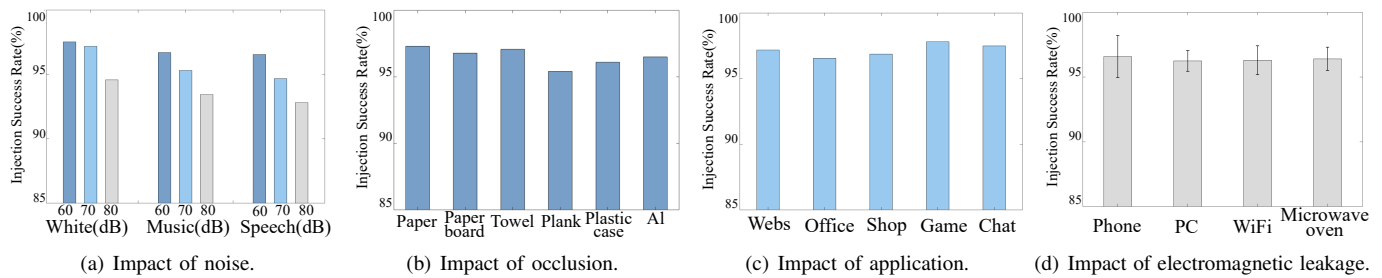 Injection Success Rate(%)
100
95
90
85
60 70 80 60 70 80 60 70 80
White(dB) Music(dB) Speech(dB)
(a) Impact of noise.
Injection Success Rate(%)
100
95
90
85
Paper Paper board Towel Plank Plastic case Al
(b) Impact of occlusion.
Injection Success Rate(%)
100
95
90
85
Webs Office Shop Game Chat
(c) Impact of application.
Injection Success Rate(%)
100
95
90
85
Phone PC WiFi Microwave oven
(d) Impact of electromagnetic leakage.